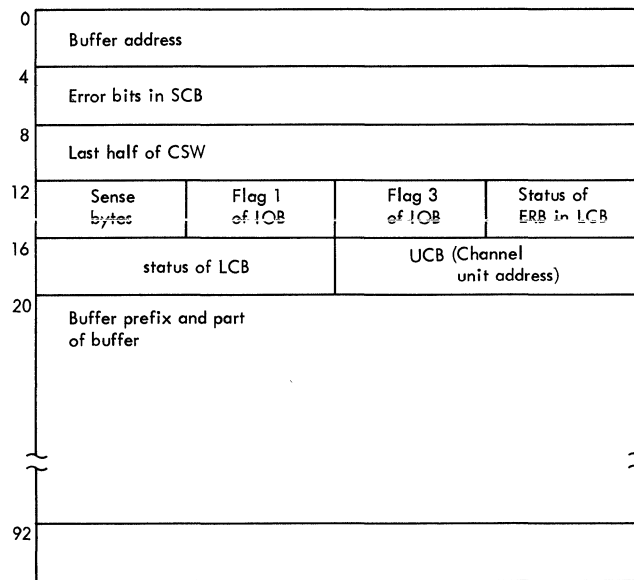 0
Buffer address
4
Error bits in SCB
8
Last half of CSW
12
Sense Flag 1 Flag 3 Status of
bytes of IOB of IOB ERB in LCB
16
status of LCB UCB (Channel
unit address)
20
Buffer prefix and part
of buffer
92